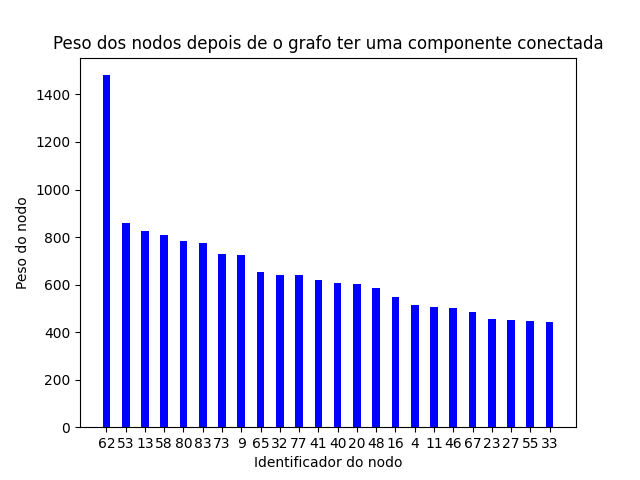 Peso dos nodos depois de o grafo ter uma componente conectada
Peso do nodo
1400
1200
1000
800
600
400
200
0
62 53 13 58 80 83 73 9 65 32 77 41 40 20 48 16 4 11 46 67 23 27 55 33
Identificador do nodo